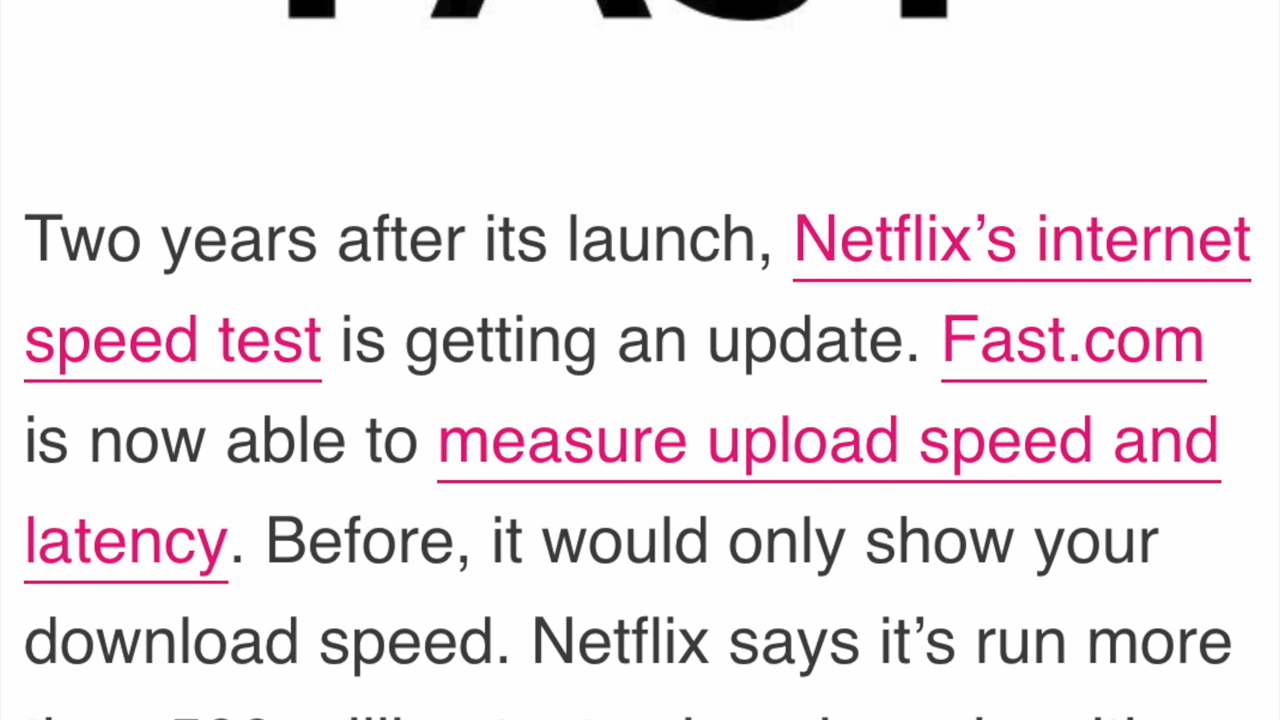 FAST
Two years after its launch, Netflix’s internet
speed test is getting an update. Fast.com
is now able to measure upload speed and
latency. Before, it would only show your
download speed. Netflix says it’s run more